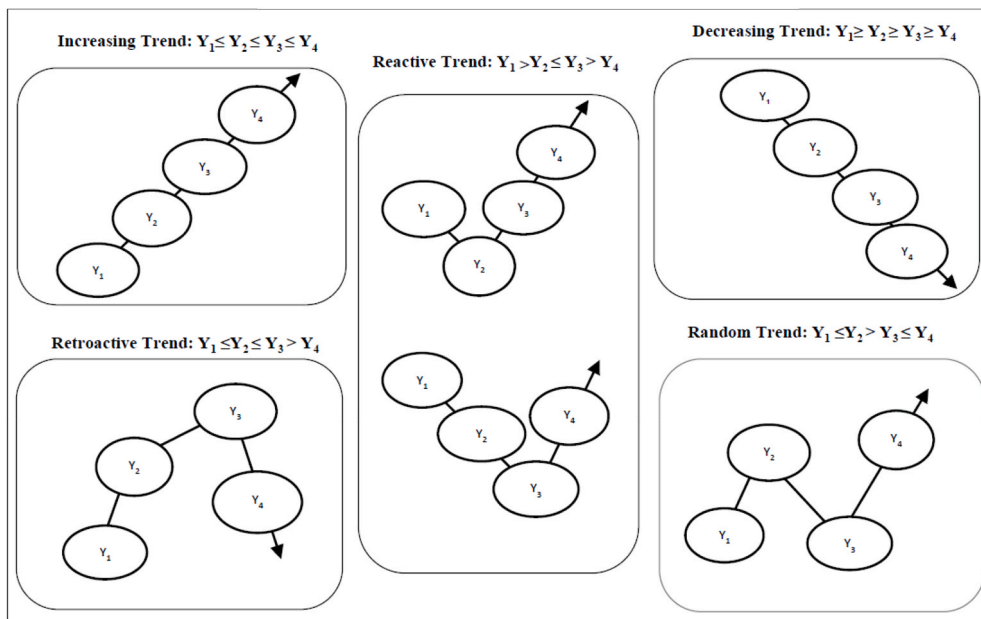 Increasing Trend: Y₁≤ Y₂ ≤ Y₃ ≤ Y₄
Y₄
Y₃
Y₂
Y₁
Reactive Trend: Y₁ >Y₂ ≤ Y₃ > Y₄
Y₄
Y₁
Y₃
Y₂
Y₁
Y₂
Y₄
Y₃
Decreasing Trend: Y₁≥ Y₂ ≥ Y₃ ≥ Y₄
Y₁
Y₂
Y₃
Y₄
Retroactive Trend: Y₁ ≤Y₂ ≤ Y₃ > Y₄
Y₃
Y₂
Y₄
Y₁
Random Trend: Y₁ ≤Y₂ > Y₃ ≤ Y₄
Y₄
Y₂
Y₁
Y₃